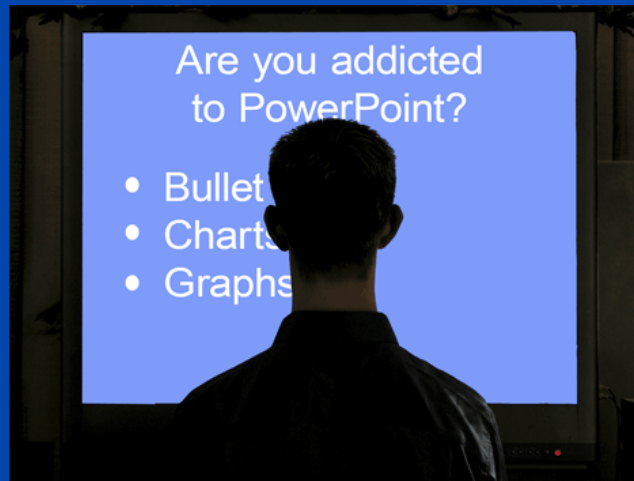 Are you addicted
to PowerPoint?
• Bullet
• Charts
• Graphs